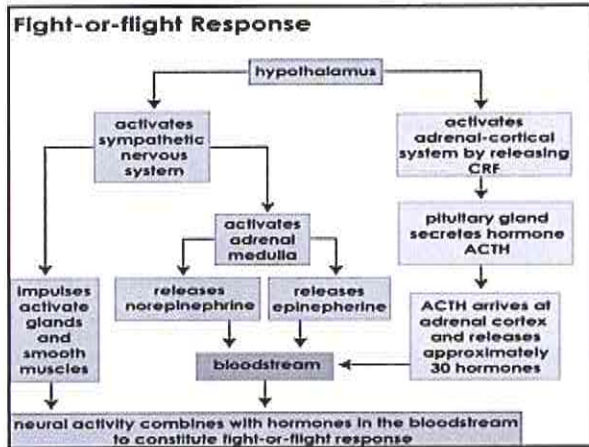 Fight-or-flight Response
hypothalamus
activates
sympathetic
nervous
system
activates
adrenal-cortical
system by releasing
CRF
activates
adrenal
medulla
pituitary gland
secretes hormone
ACTH
impulses
activate
glands
and
smooth
muscles
releases
norepinephrine
releases
epinepherine
ACTH arrives at
adrenal cortex
and releases
approximately
30 hormones
bloodstream
neural activity combines with hormones in the bloodstream
to constitute fight-or-flight response